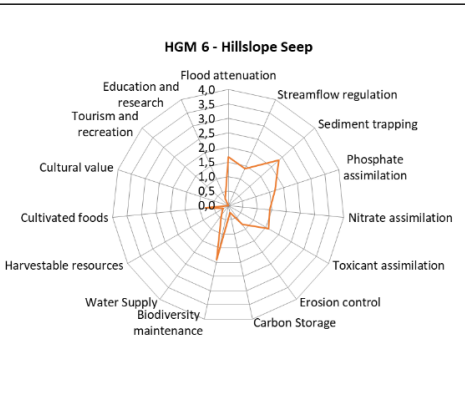 HGM 6 - Hillslope Seep
Flood attenuation
Streamflow regulation
Sediment trapping
Phosphate
assimilation
Nitrate assimilation
Toxicant assimilation
Erosion control
Carbon Storage
Biodiversity
maintenance
Water Supply
Harvestable resources
Cultivated foods
Cultural value
Tourism and
recreation
Education and
research
4,0
3,5
3,0
2,5
2,0
1,5
1,0
0,5
0,0